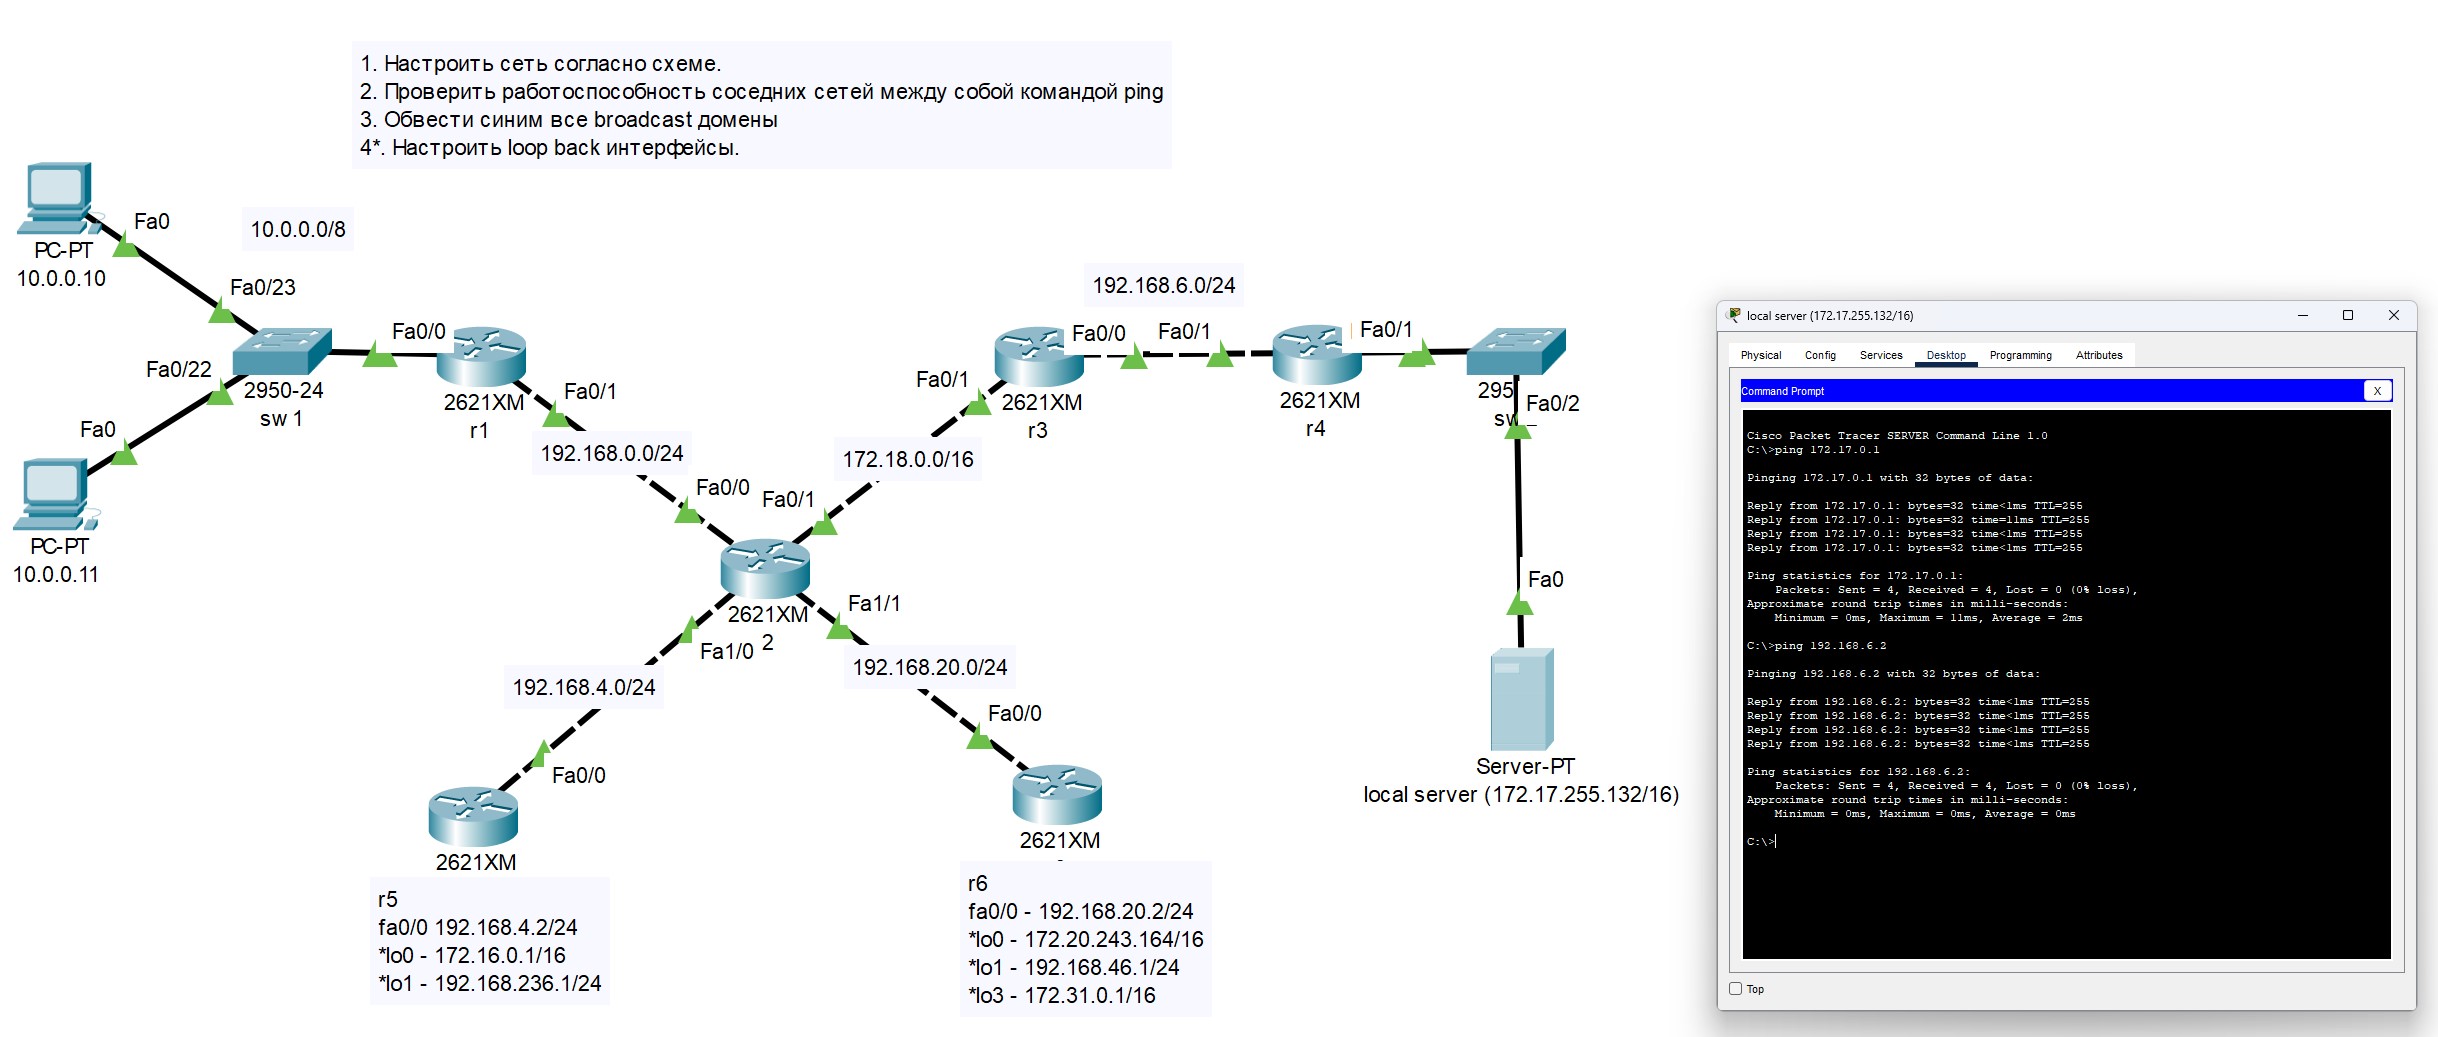 1. Настроить сеть согласно схеме.
2. Проверить работоспособность соседних сетей между собой командой ping
3. Обвести синим все broadcast домены
4*. Настроить loop back интерфейсы.
Fa0
PC-PT
10.0.0.10
10.0.0.0/8
Fa0/23
Fa0/22
Fa0
PC-PT
10.0.0.11
2950-24
sw 1
Fa0/0
2621XM
r1
Fa0/1
192.168.0.0/24
Fa0/0
Fa0/1
172.18.0.0/16
Fa0/1
2621XM
2
Fa1/0
Fa1/1
192.168.4.0/24
192.168.20.0/24
Fa0/0
Fa0/0
2621XM
r5
fa0/0 192.168.4.2/24
*lo0 - 172.16.0.1/16
*lo1 - 192.168.236.1/24
2621XM
r6
fa0/0 - 192.168.20.2/24
*lo0 - 172.20.243.164/16
*lo1 - 192.168.46.1/24
*lo3 - 172.31.0.1/16
192.168.6.0/24
Fa0/0
Fa0/1
2621XM
r3
Fa0/1
2621XM
r4
295
sw
Fa0/2
Fa0
Server-PT
local server (172.17.255.132/16)
local server (172.17.255.132/16)
Physical Config Services Desktop Programming Attributes
Command Prompt
X
Cisco Packet Tracer SERVER Command Line 1.0
C:\>ping 172.17.0.1
Pinging 172.17.0.1 with 32 bytes of data:
Reply from 172.17.0.1: bytes=32 time<1ms TTL=255
Reply from 172.17.0.1: bytes=32 time=11ms TTL=255
Reply from 172.17.0.1: bytes=32 time<1ms TTL=255
Reply from 172.17.0.1: bytes=32 time<1ms TTL=255
Ping statistics for 172.17.0.1:
Packets: Sent = 4, Received = 4, Lost = 0 (0% loss),
Approximate round trip times in milli-seconds:
Minimum = 0ms, Maximum = 11ms, Average = 2ms
C:\>ping 192.168.6.2
Pinging 192.168.6.2 with 32 bytes of data:
Reply from 192.168.6.2: bytes=32 time<1ms TTL=255
Reply from 192.168.6.2: bytes=32 time<1ms TTL=255
Reply from 192.168.6.2: bytes=32 time<1ms TTL=255
Reply from 192.168.6.2: bytes=32 time<1ms TTL=255
Ping statistics for 192.168.6.2:
Packets: Sent = 4, Received = 4, Lost = 0 (0% loss),
Approximate round trip times in milli-seconds:
Minimum = 0ms, Maximum = 0ms, Average = 0ms
C:\>
Top